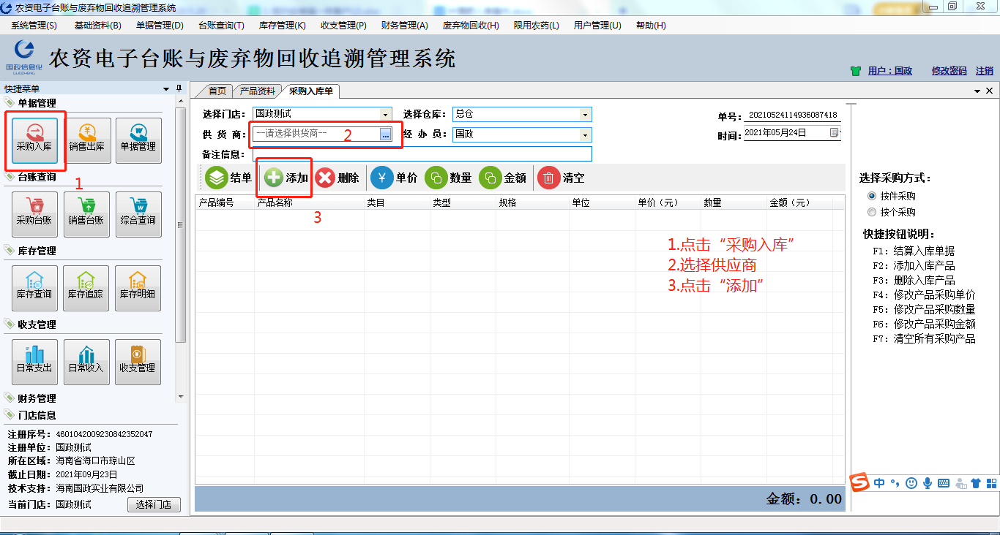 农资电子台账与废弃物回收追溯管理系统
系统管理(S) 基础资料(B) 单据管理(D) 台账查询(T) 库存管理(K) 收支管理(P) 财务管理(A) 废弃物回收(H) 限用农药(L) 用户管理(U) 帮助(H)
国政信息化
GUOZHENG
农资电子台账与废弃物回收追溯管理系统
用户：国政 修改密码 注销
快捷菜单
单据管理
采购入库 销售出库 单据管理
1
台账查询
采购台账 销售台账 综合查询
库存管理
库存查询 库存追踪 库存明细
收支管理
日常支出 日常收入 收支管理
财务管理
门店信息
注册序号：4601042009230842352047
注册单位：国政测试
所在区域：海南省海口市琼山区
截止日期：2021年09月23日
技术支持：海南国政实业有限公司
当前门店：国政测试 选择门店
首页 产品资料 采购入库单
选择门店：国政测试 选择仓库：总仓 单号：20210524114936087418
供 货 商：--请选择供货商-- 2 ... 经 办 员：国政 时间：2021年05月24日
备注信息：
结单 添加 删除 单价 数量 金额 清空
产品编号 产品名称 类目 类型 规格 单位 单价（元） 数量 金额（元）
3
1.点击“采购入库”
2.选择供应商
3.点击“添加”
金额：0.00
选择采购方式：
按件采购
按个采购
快捷按钮说明：
F1：结算入库单据
F2：添加入库产品
F3：删除入库产品
F4：修改产品采购单价
F5：修改产品采购数量
F6：修改产品采购金额
F7：清空所有采购产品
中